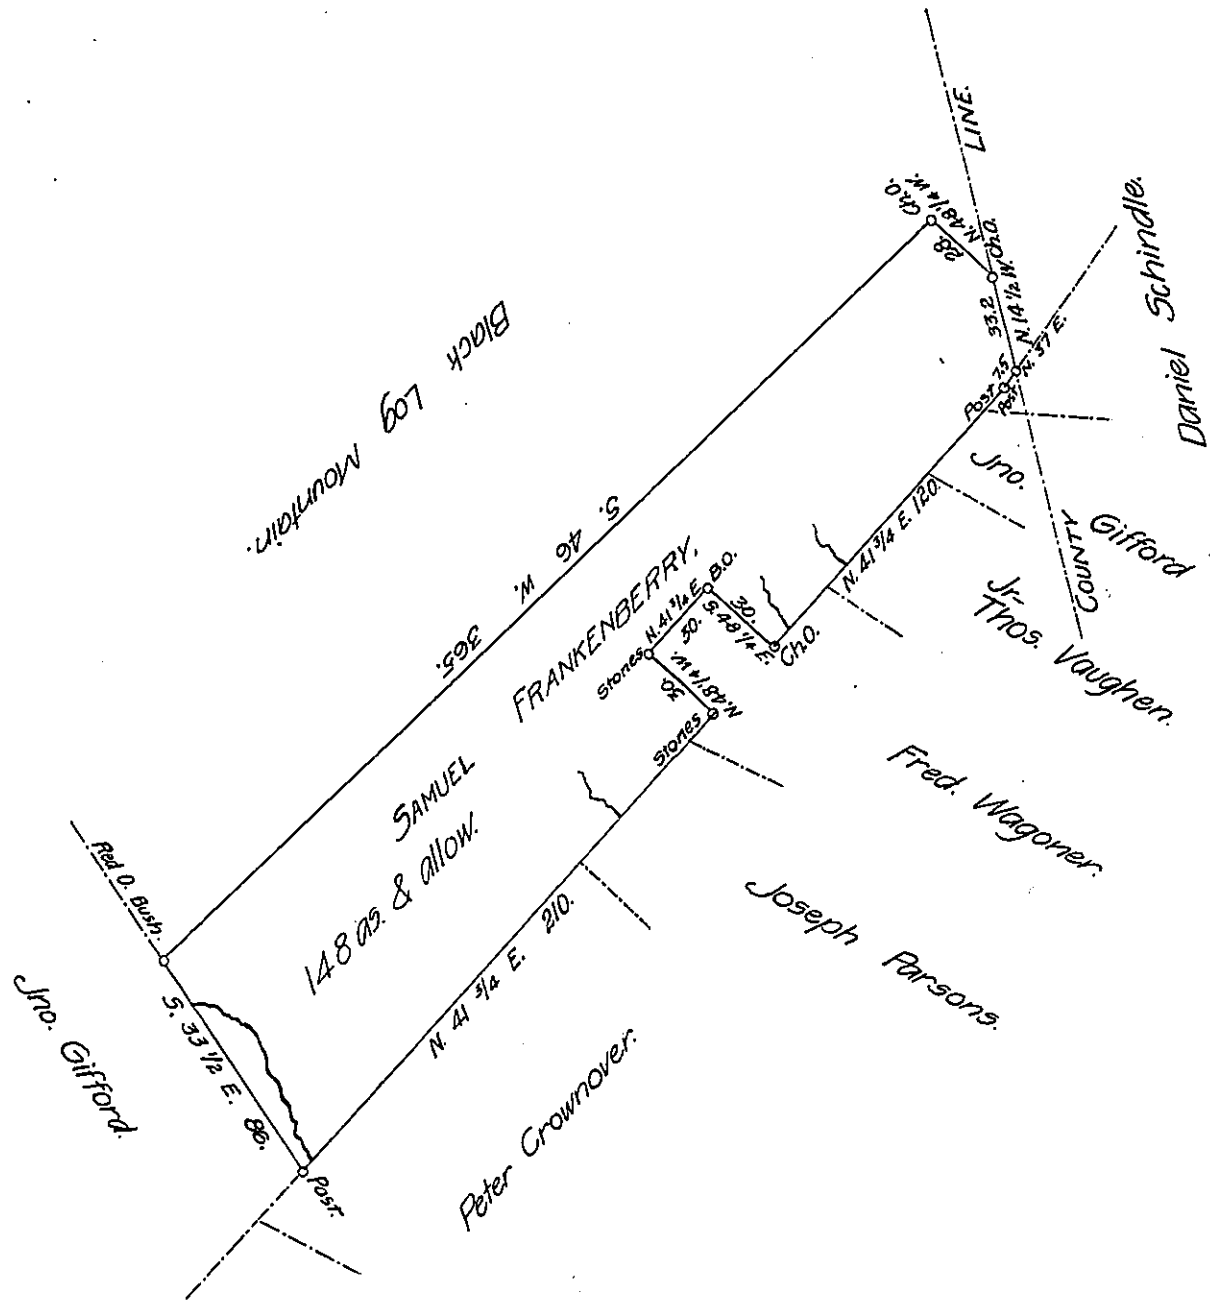 LINE.
Ch.O.
N. 48 1/4 W.
28.
Ch.O.
N. 14 1/2 W.
33.2
Daniel Schindle.
N. 37 E.
7.5
Post
Post.
Black Log Mountain.
Jno. Gifford Jr.
COUNTY
N. 41 3/4 E. 120.
S. 46 W. 365.
Thos. Vaughen.
B.O.
N. 41 3/4 E.
30.
30.
S. 48 1/4 E.
Ch.O.
Stones
N. 48 1/4 W.
30.
Stones
SAMUEL FRANKENBERRY,
148 as. & allow.
Fred. Wagoner.
Joseph Parsons.
Red O. Bush.
N. 41 3/4 E. 210.
S. 33 1/2 E. 86.
Jno. Gifford.
Peter Crownover.
Post.